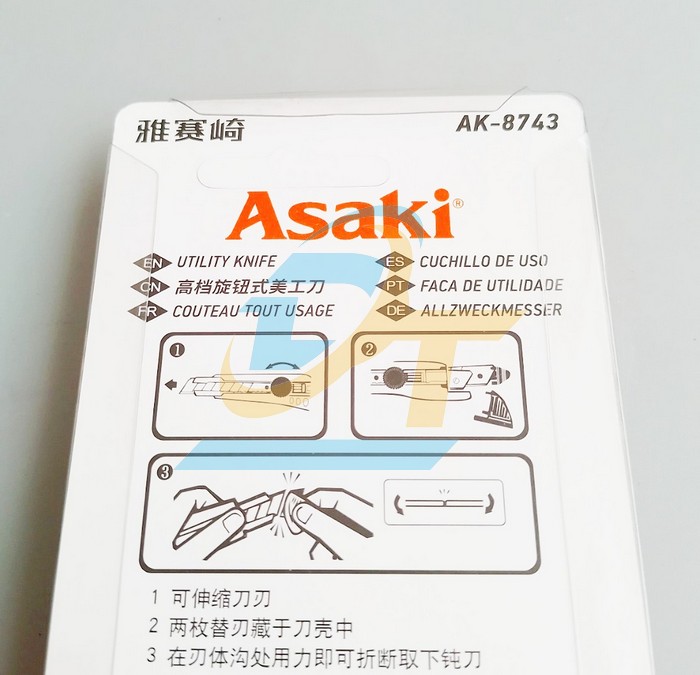 雅赛崎 AK-8743
Asaki®
EN UTILITY KNIFE ES CUCHILLO DE USO
CN 高档旋钮式美工刀 PT FACA DE UTILIDADE
FR COUTEAU TOUT USAGE DE ALLZWECKMESSER
1 2
3
1 可伸缩刀刃
2 两枚替刃藏于刀壳中
3 在刃体沟处用力即可折断取下钝刀